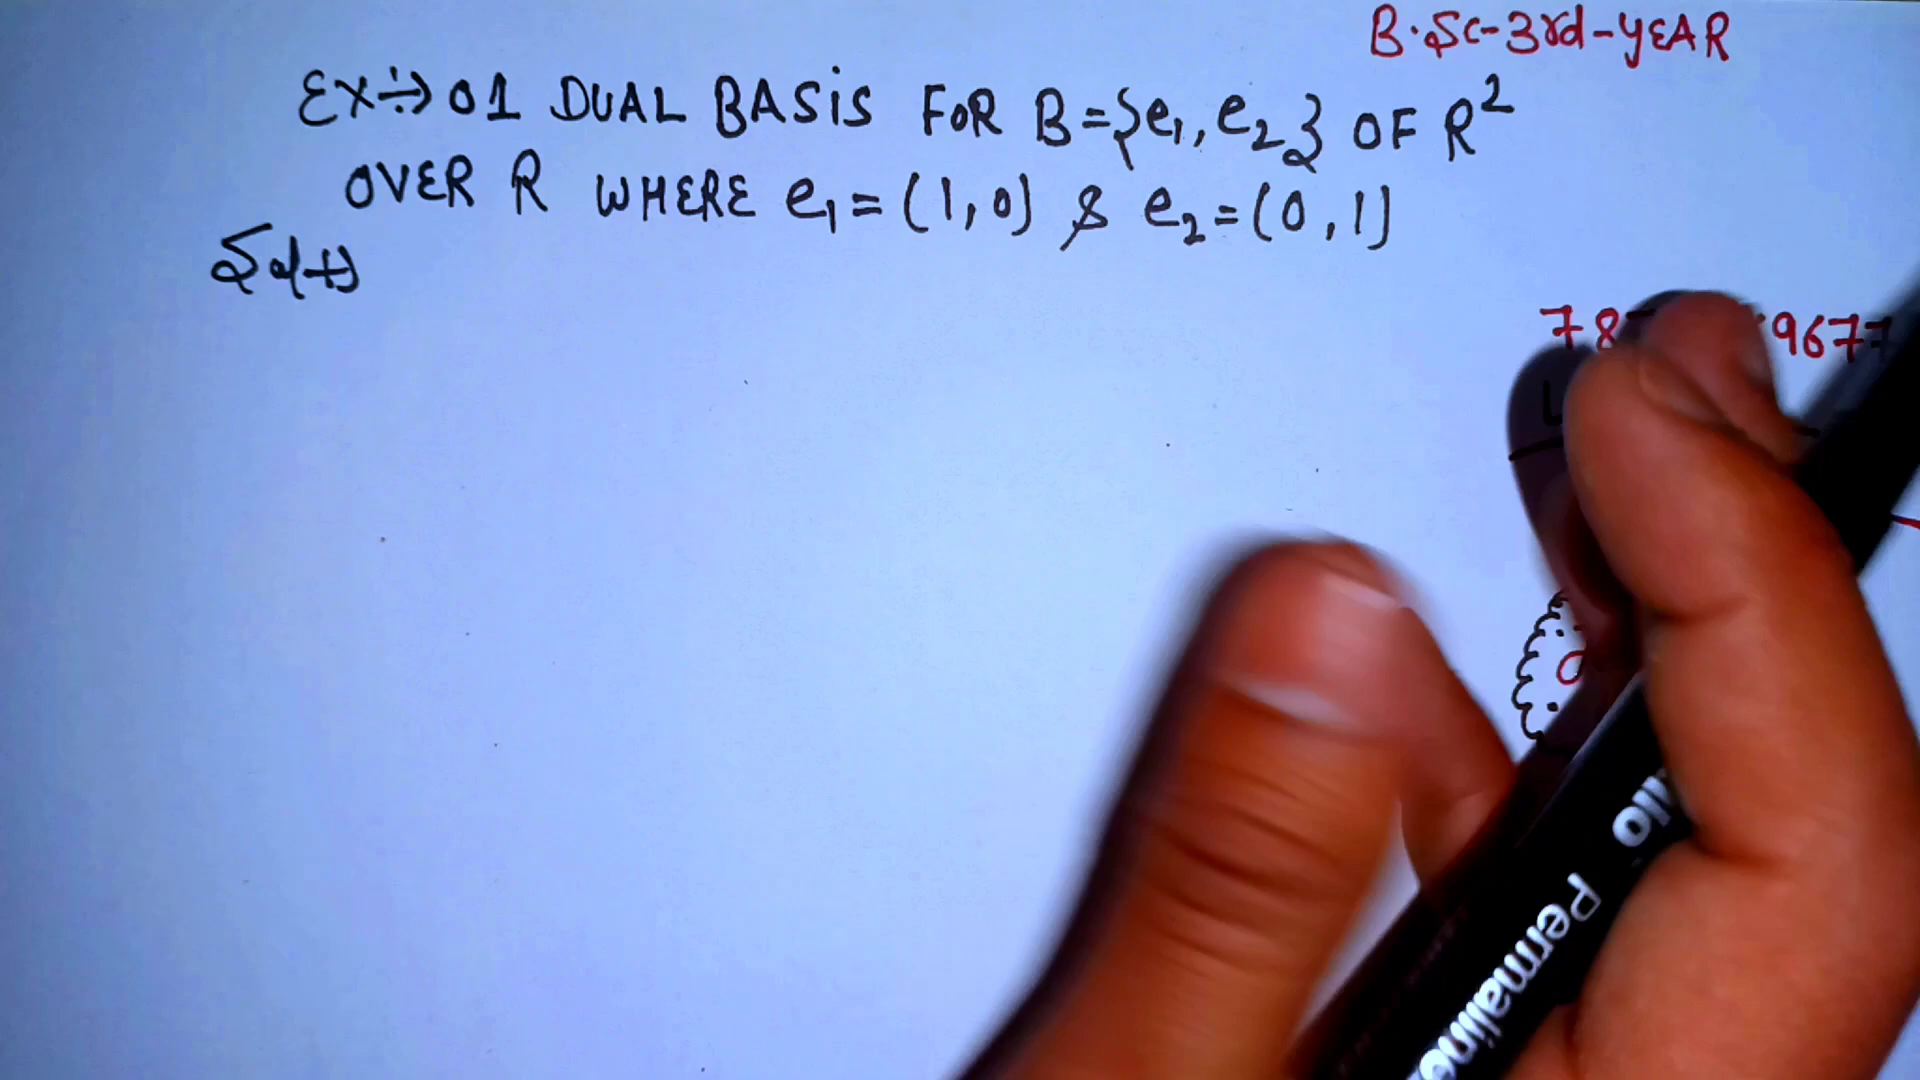 B.Sc-3rd-YEAR
Ex÷→ 01 DUAL BASiS FOR B={e₁, e₂} OF R²
OVER R WHERE e₁=(1,0) & e₂=(0,1)
Sol→
9677
Permaline